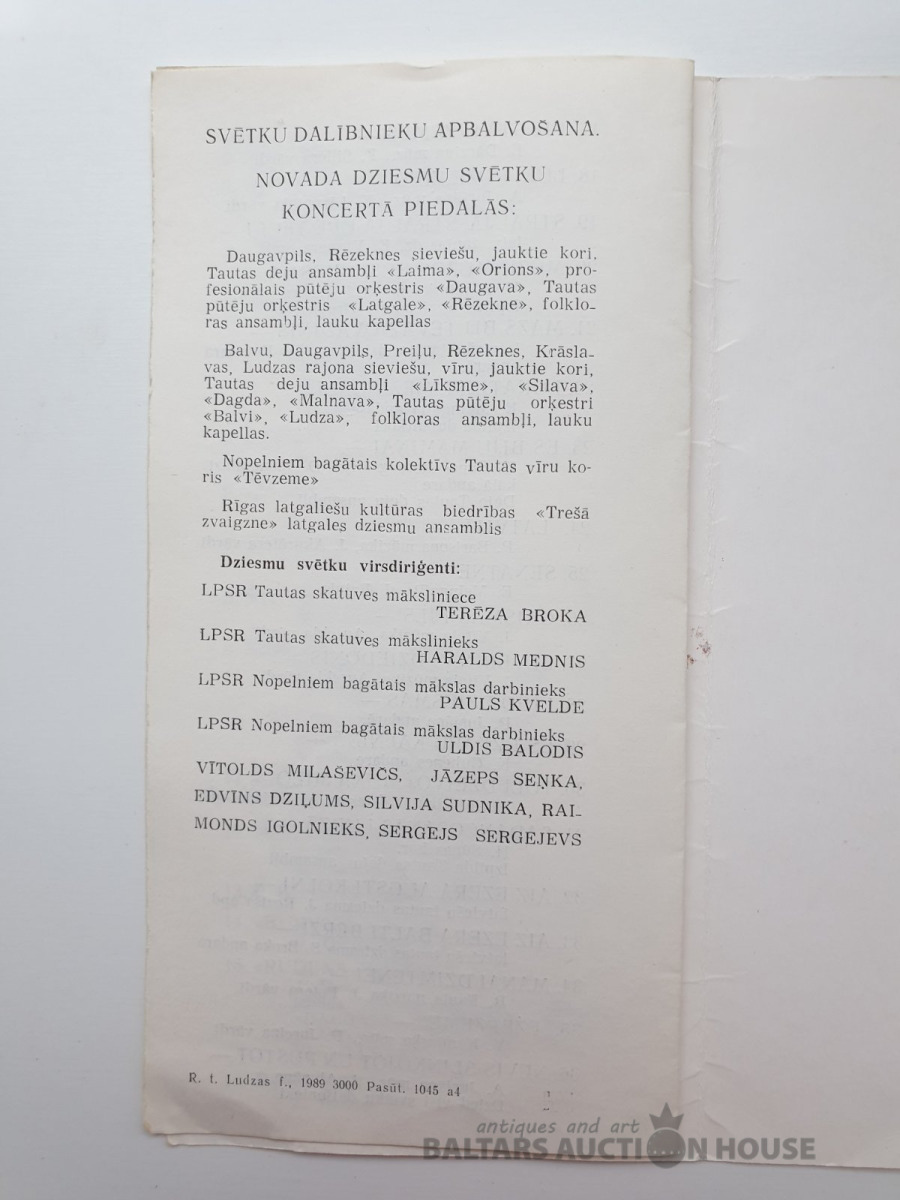 SVĒTKU DALĪBNIEKU APBALVOŠANA.
NOVADA DZIESMU SVĒTKU
KONCERTĀ PIEDALĀS:
Daugavpils, Rēzeknes sieviešu, jauktie kori,
Tautas deju ansambļi «Laima», «Orions», pro-
fesionālais pūtēju orķestris «Daugava», Tautas
pūtēju orķestris «Latgale», «Rēzekne», folklo-
ras ansambļi, lauku kapellas
Balvu, Daugavpils, Preiļu, Rēzeknes, Krāsla-
vas, Ludzas rajona sieviešu, vīru, jauktie kori,
Tautas deju ansambļi «Līksme», «Silava»,
«Dagda», «Malnava», Tautas pūtēju orķestri
«Balvi», «Ludza», folkloras ansambļi, lauku
kapellas.
Nopelniem bagātais kolektīvs Tautas vīru ko-
ris «Tēvzeme»
Rīgas latgaliešu kultūras biedrības «Trešā
zvaigzne» latgales dziesmu ansamblis
Dziesmu svētku virsdiriģenti:
LPSR Tautas skatuves māksliniece
TERĒZA BROKA
LPSR Tautas skatuves mākslinieks
HARALDS MEDNIS
LPSR Nopelniem bagātais mākslas darbinieks
PAULS KVELDE
LPSR Nopelniem bagātais mākslas darbinieks
ULDIS BALODIS
VITOLDS MILAŠEVIČS, JĀZEPS SEŅKA,
EDVĪNS DZIĻUMS, SILVIJA SUDNIKA, RAI-
MONDS IGOLNIEKS, SERGEJS SERGEJEVS
R. t. Ludzas f., 1989 3000 Pasūt. 1045 a4
antiques and art
BALTARS AUCTION HOUSE